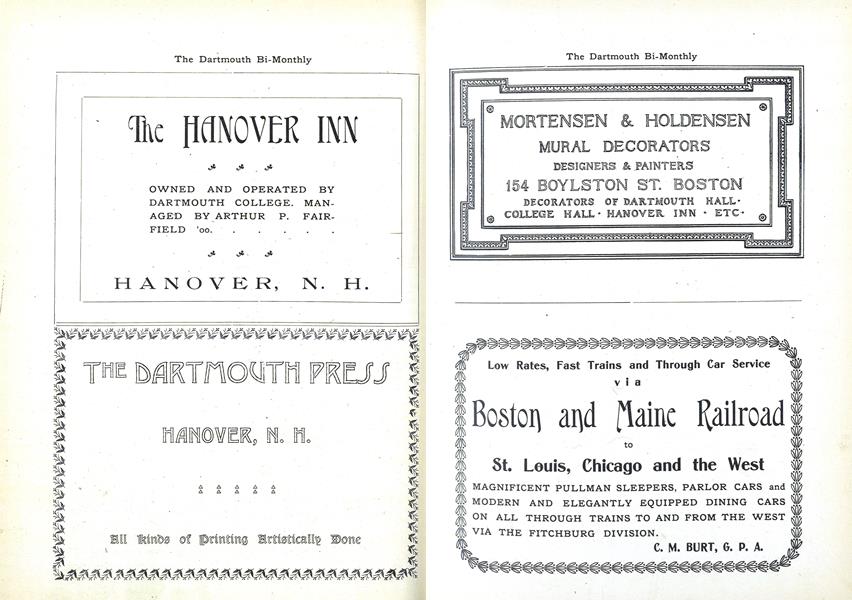 The Dartmouth Bi-Monthly
The HANOVER INN
OWNED AND OPERATED BY
DARTMOUTH COLLEGE. MAN-
AGED BY ARTHUR P. FAIR-
FIELD '00. . . . . .
HANOVER, N. H.
THE DARTMOUTH PRESS
HANOVER, N. H.
All kinds of Printing Artistically Done
The Dartmouth Bi-Monthly
MORTENSEN & HOLDENSEN
MURAL DECORATORS
DESIGNERS & PAINTERS
154 BOYLSTON ST. BOSTON
DECORATORS OF DARTMOUTH HALL·
COLLEGE HALL · HANOVER INN · ETC·
Low Rates, Fast Trains and Through Car Service
via
Boston and Maine Railroad
to
St. Louis, Chicago and the West
MAGNIFICENT PULLMAN SLEEPERS, PARLOR CARS and
MODERN AND ELEGANTLY EQUIPPED DINING CARS
ON ALL THROUGH TRAINS TO AND FROM THE WEST
VIA THE FITCHBURG DIVISION.
C. M. BURT, G. P. A.